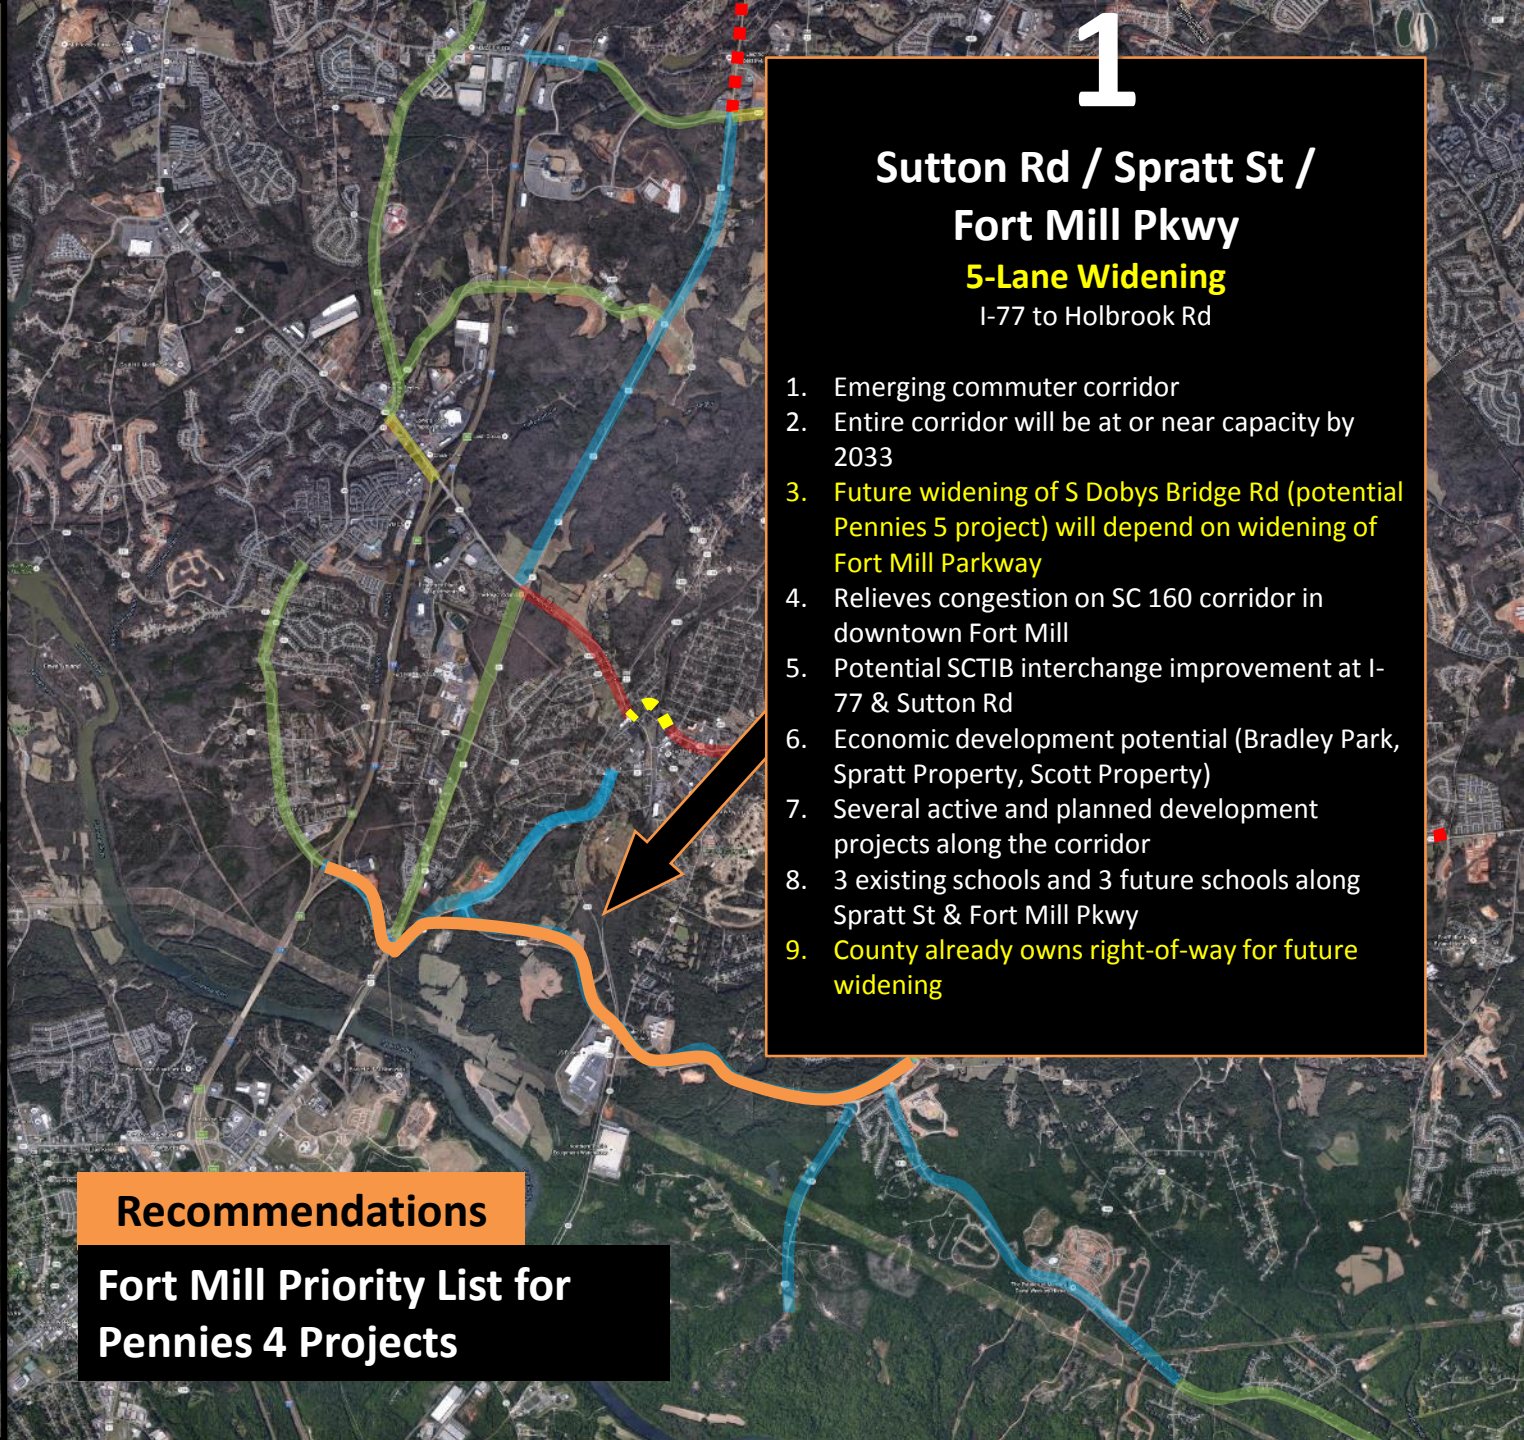 1
Sutton Rd / Spratt St /
Fort Mill Pkwy
5-Lane Widening
I-77 to Holbrook Rd
1. Emerging commuter corridor
2. Entire corridor will be at or near capacity by
2033
3. Future widening of S Dobys Bridge Rd (potential
Pennies 5 project) will depend on widening of
Fort Mill Parkway
4. Relieves congestion on SC 160 corridor in
downtown Fort Mill
5. Potential SCTIB interchange improvement at I-
77 & Sutton Rd
6. Economic development potential (Bradley Park,
Spratt Property, Scott Property)
7. Several active and planned development
projects along the corridor
8. 3 existing schools and 3 future schools along
Spratt St & Fort Mill Pkwy
9. County already owns right-of-way for future
widening
Recommendations
Fort Mill Priority List for
Pennies 4 Projects